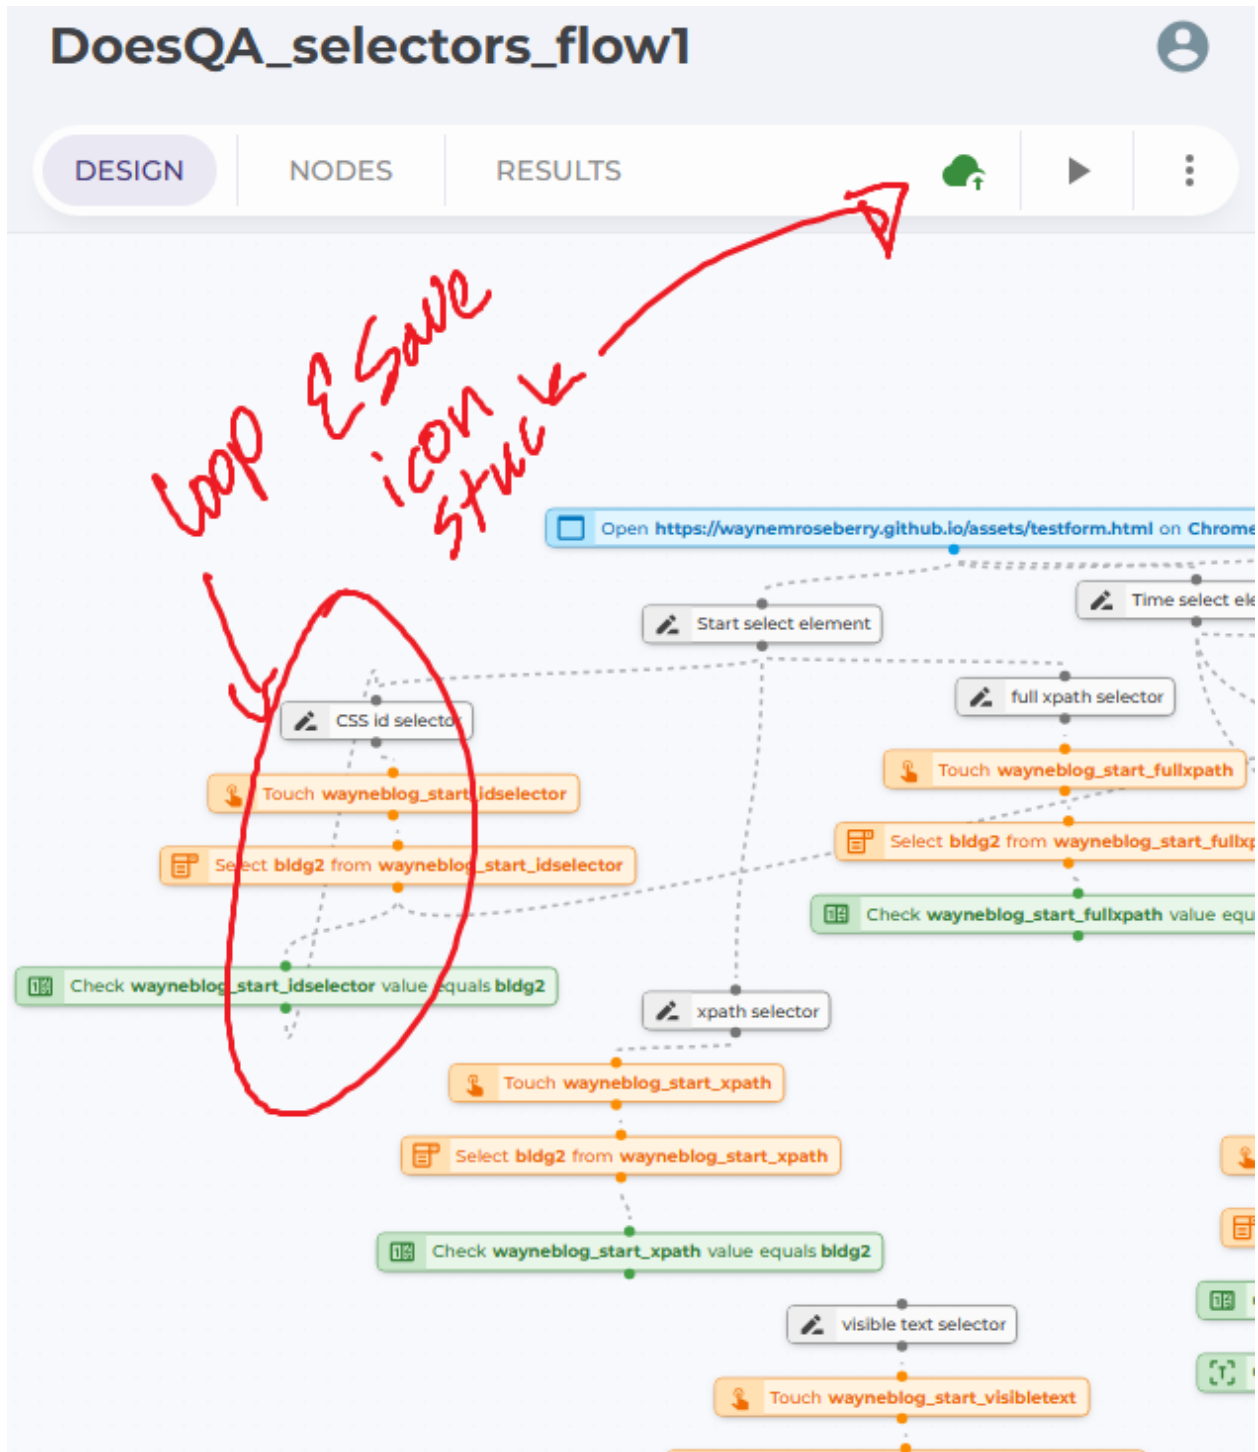 DoesQA_selectors_flow1
DESIGN
NODES
RESULTS
loop & Save
icon
stuck
Open https://waynemroseberry.github.io/assets/testform.html on Chrome
Start select element
Time select ele
CSS id selector
full xpath selector
Touch wayneblog_start_idselector
Touch wayneblog_start_fullxpath
Select bldg2 from wayneblog_start_idselector
Select bldg2 from wayneblog_start_fullxp
Check wayneblog_start_fullxpath value equ
Check wayneblog_start_idselector value equals bldg2
xpath selector
Touch wayneblog_start_xpath
Select bldg2 from wayneblog_start_xpath
Check wayneblog_start_xpath value equals bldg2
visible text selector
Touch wayneblog_start_visibletext